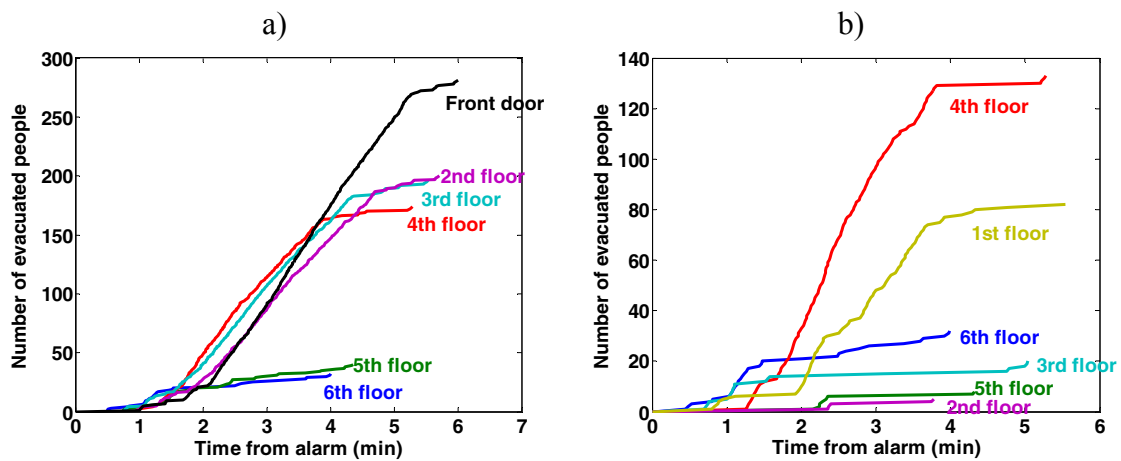 a)
300
250
200
150
100
50
0
0 1 2 3 4 5 6 7
Number of evacuated people
Time from alarm (min)
Front door
2nd floor
3rd floor
4th floor
5th floor
6th floor
b)
140
120
100
80
60
40
20
0
0 1 2 3 4 5 6
Number of evacuated people
Time from alarm (min)
4th floor
1st floor
6th floor
3rd floor
5th floor
2nd floor